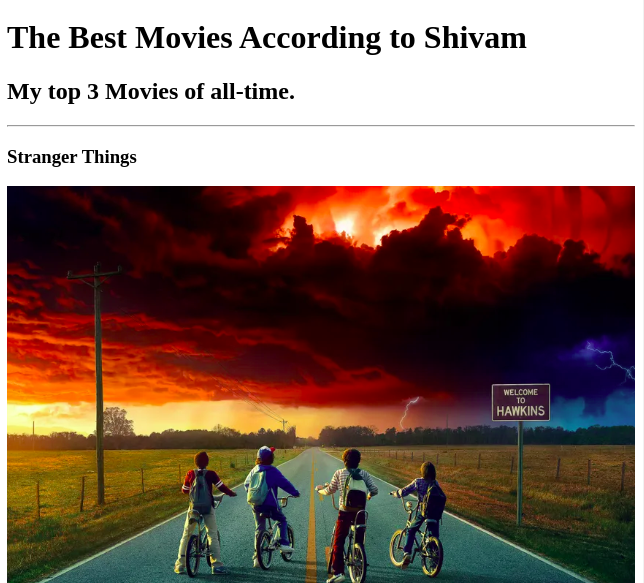 The Best Movies According to Shivam
My top 3 Movies of all-time.
Stranger Things
WELCOME
TO
HAWKINS